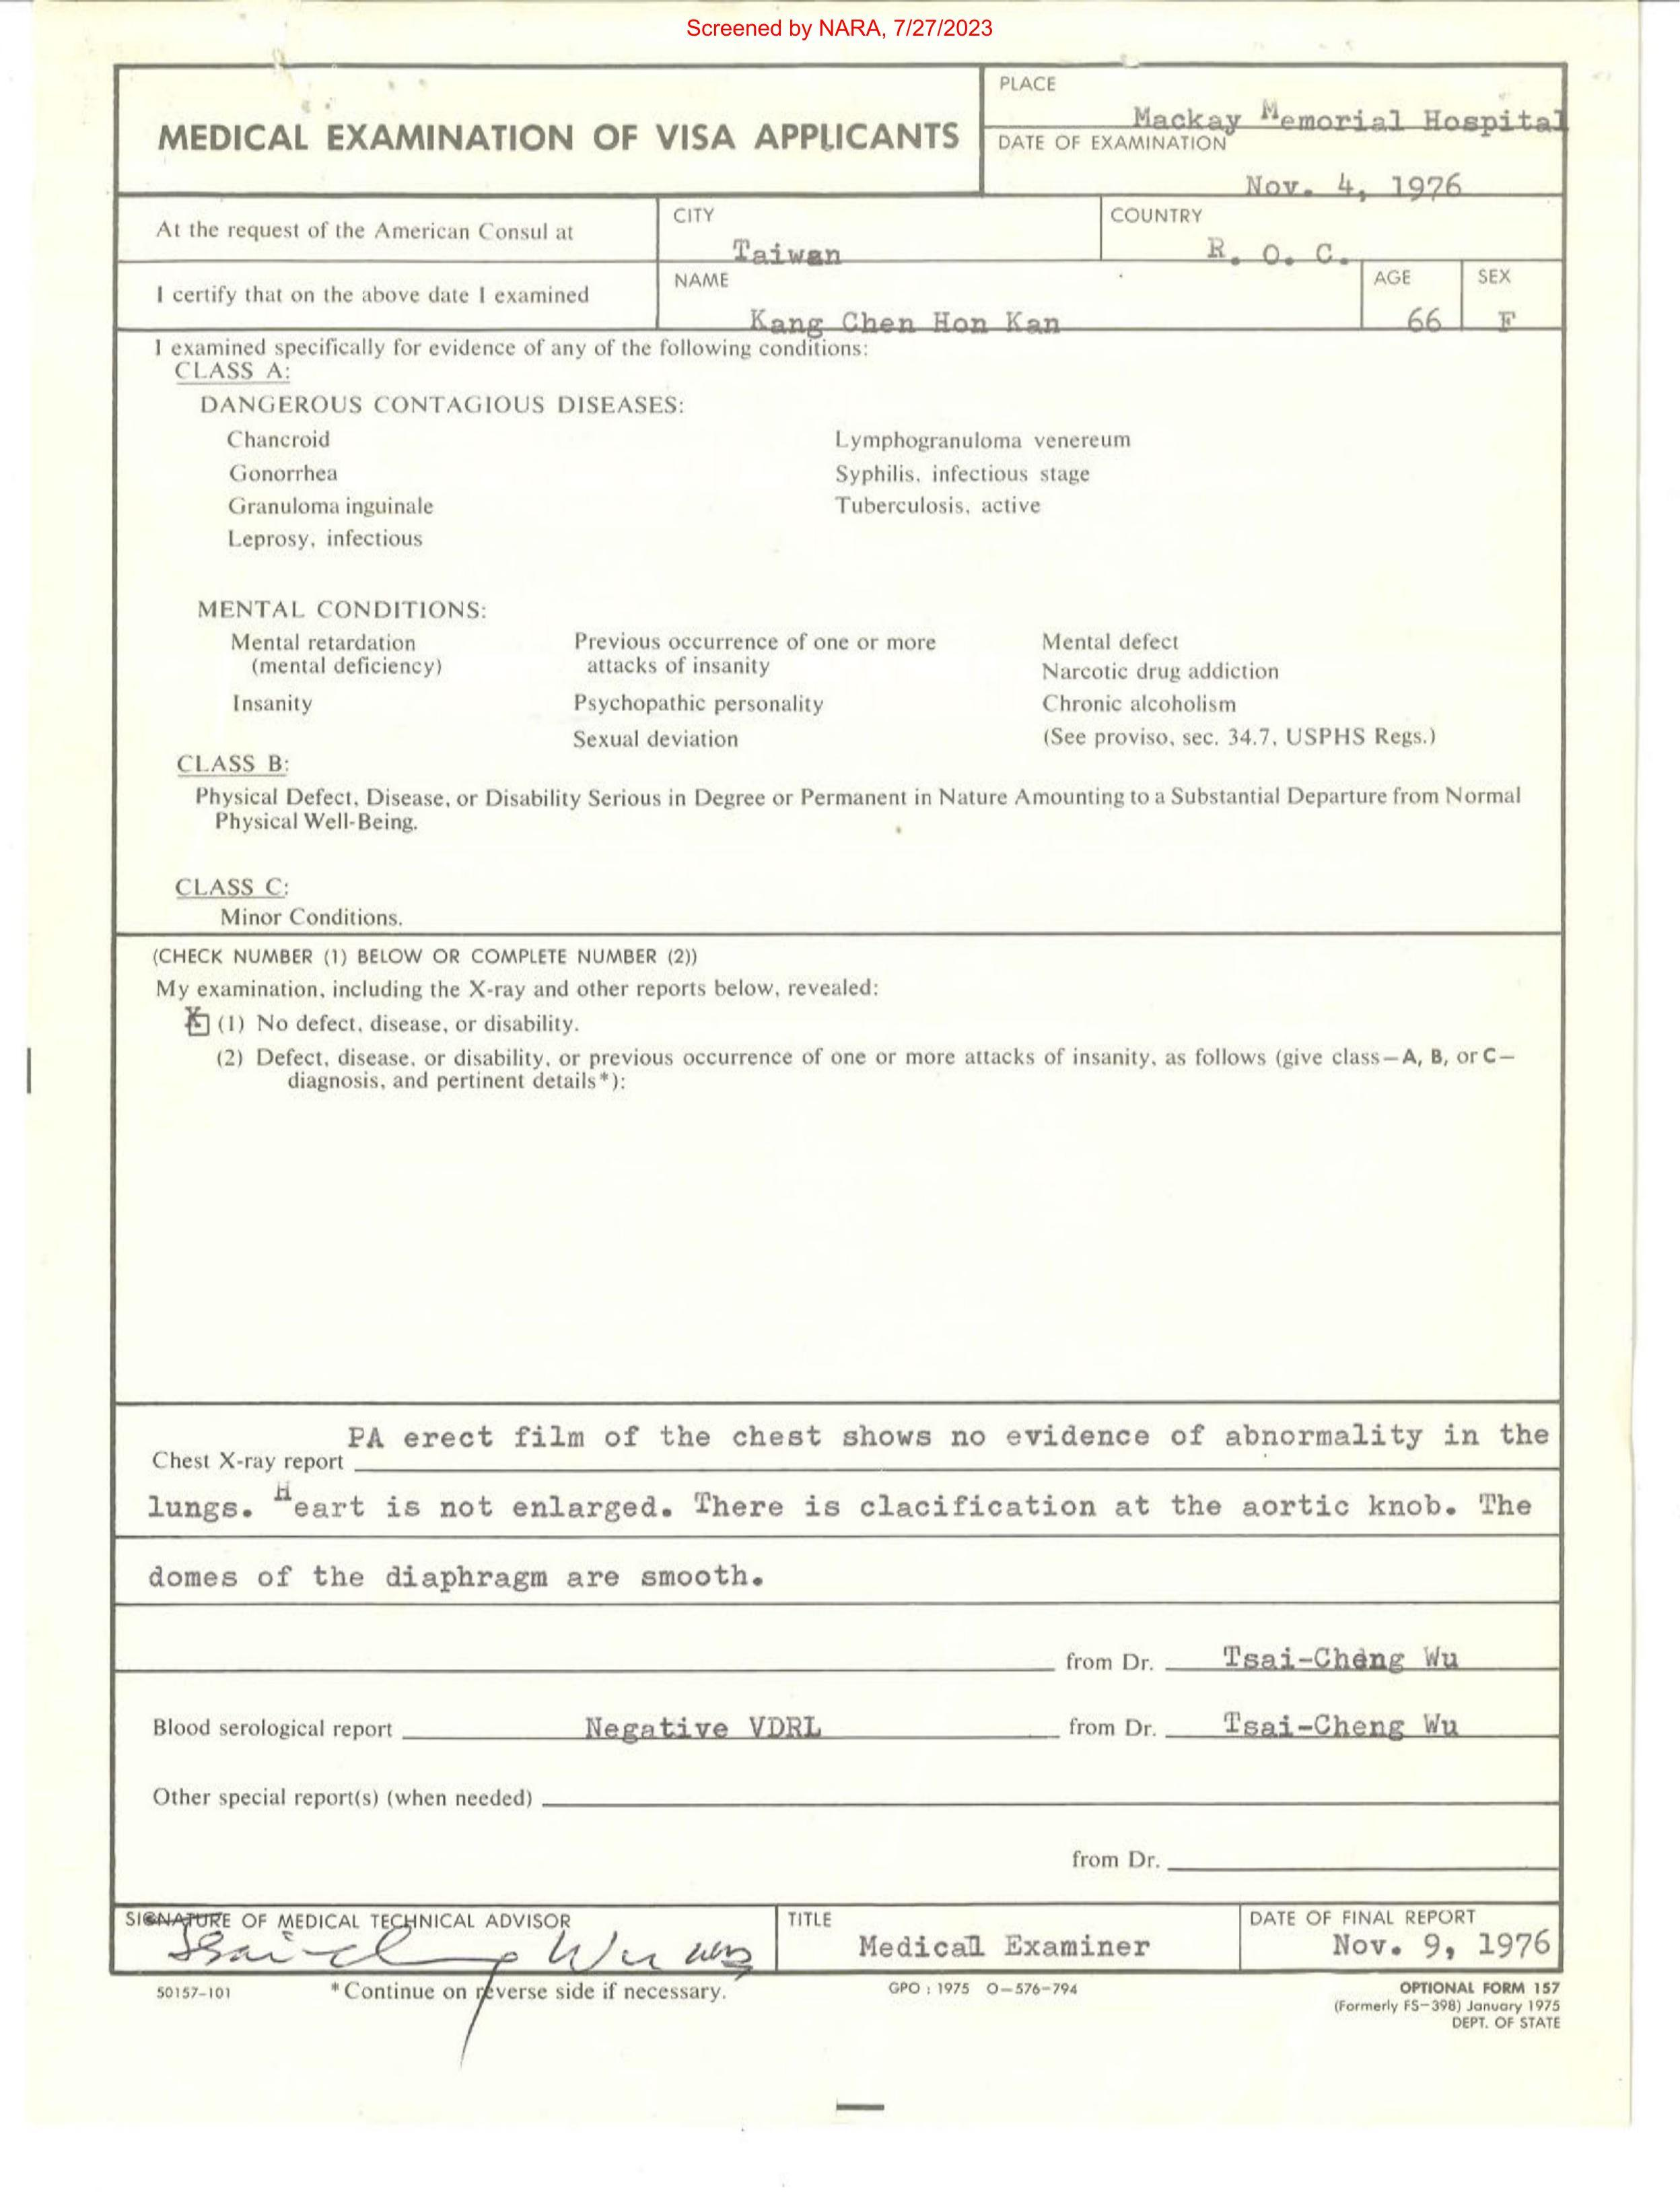 Screened by NARA, 7/27/2023
MEDICAL EXAMINATION OF VISA APPLICANTS
PLACE
Mackay Memorial Hospital
DATE OF EXAMINATION
Nov. 4, 1976
At the request of the American Consul at
CITY
Taiwan
COUNTRY
R. O. C.
I certify that on the above date I examined
NAME
Kang Chen Hon Kan
AGE
66
SEX
F
I examined specifically for evidence of any of the following conditions:
CLASS A:
DANGEROUS CONTAGIOUS DISEASES:
Chancroid
Gonorrhea
Granuloma inguinale
Leprosy, infectious
Lymphogranuloma venereum
Syphilis, infectious stage
Tuberculosis, active
MENTAL CONDITIONS:
Mental retardation
(mental deficiency)
Insanity
Previous occurrence of one or more
attacks of insanity
Psychopathic personality
Sexual deviation
Mental defect
Narcotic drug addiction
Chronic alcoholism
(See proviso, sec. 34.7, USPHS Regs.)
CLASS B:
Physical Defect, Disease, or Disability Serious in Degree or Permanent in Nature Amounting to a Substantial Departure from Normal
Physical Well-Being.
CLASS C:
Minor Conditions.
(CHECK NUMBER (1) BELOW OR COMPLETE NUMBER (2))
My examination, including the X-ray and other reports below, revealed:
X (1) No defect, disease, or disability.
(2) Defect, disease, or disability, or previous occurrence of one or more attacks of insanity, as follows (give class—A, B, or C—
diagnosis, and pertinent details*):
Chest X-ray report PA erect film of the chest shows no evidence of abnormality in the
lungs. Heart is not enlarged. There is clacification at the aortic knob. The
domes of the diaphragm are smooth.
from Dr. Tsai-Cheng Wu
Blood serological report Negative VDRL from Dr. Tsai-Cheng Wu
Other special report(s) (when needed)
from Dr.
SIGNATURE OF MEDICAL TECHNICAL ADVISOR
Tsai-Cheng Wu
TITLE
Medical Examiner
DATE OF FINAL REPORT
Nov. 9, 1976
50157-101
*Continue on reverse side if necessary.
GPO : 1975 O-576-794
OPTIONAL FORM 157
(Formerly FS-398) January 1975
DEPT. OF STATE